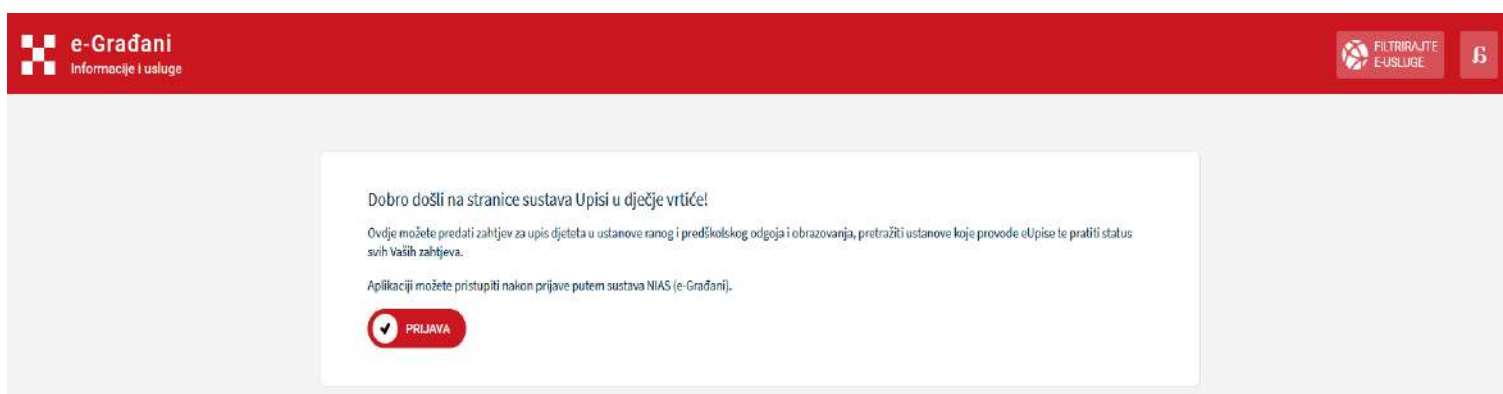 e-Građani
Informacije i usluge
FILTRIRAJTE
E-USLUGE
Dobro došli na stranice sustava Upisi u dječje vrtiće!
Ovdje možete predati zahtjev za upis djeteta u ustanove ranog i predškolskog odgoja i obrazovanja, pretražiti ustanove koje provode eUpise te pratiti status
svih Vaših zahtjeva.
Aplikaciji možete pristupiti nakon prijave putem sustava NIAS (e-Građani).
PRIJAVA